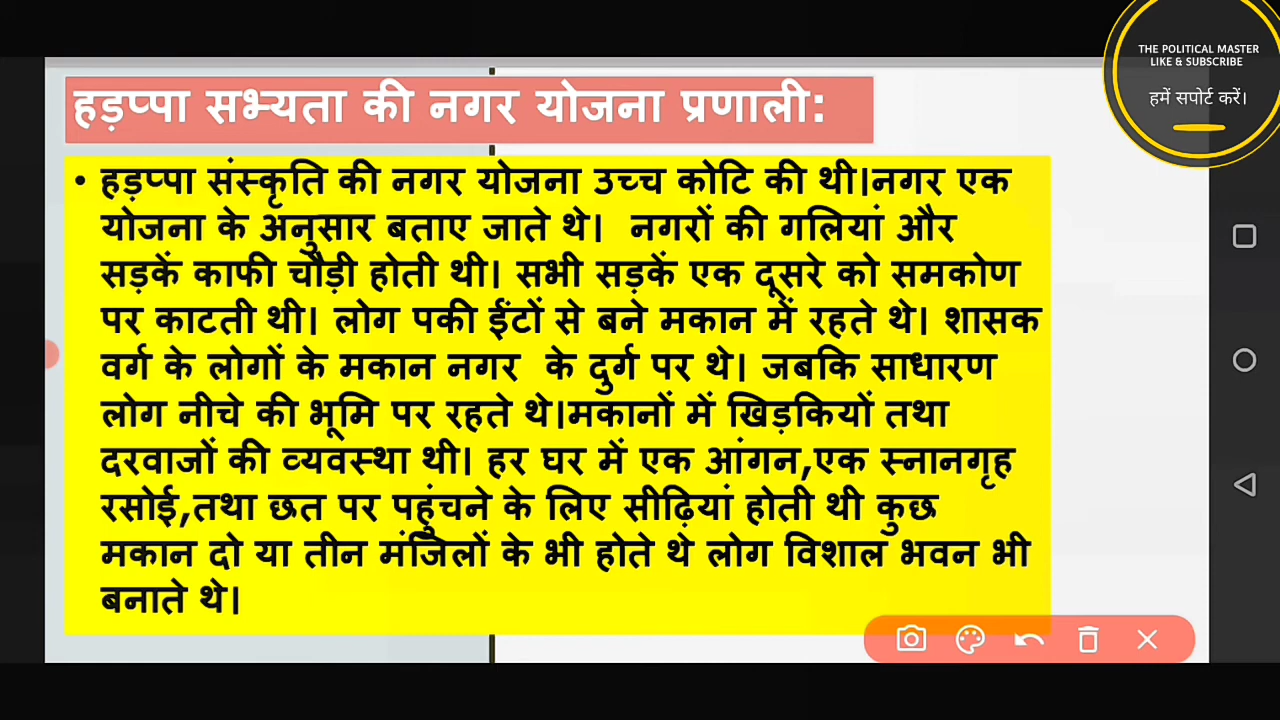 THE POLITICAL MASTER
LIKE & SUBSCRIBE
हमें सपोर्ट करें।
हड़प्पा सभ्यता की नगर योजना प्रणाली:
• हड़प्पा संस्कृति की नगर योजना उच्च कोटि की थी।नगर एक
योजना के अनुसार बताए जाते थे। नगरों की गलियां और
सड़कें काफी चौड़ी होती थी। सभी सड़कें एक दूसरे को समकोण
पर काटती थी। लोग पकी ईंटों से बने मकान में रहते थे। शासक
वर्ग के लोगों के मकान नगर के दुर्ग पर थे। जबकि साधारण
लोग नीचे की भूमि पर रहते थे।मकानों में खिड़कियों तथा
दरवाजों की व्यवस्था थी। हर घर में एक आंगन,एक स्नानगृह
रसोई,तथा छत पर पहुंचने के लिए सीढ़ियां होती थी कुछ
मकान दो या तीन मंजिलों के भी होते थे लोग विशाल भवन भी
बनाते थे।